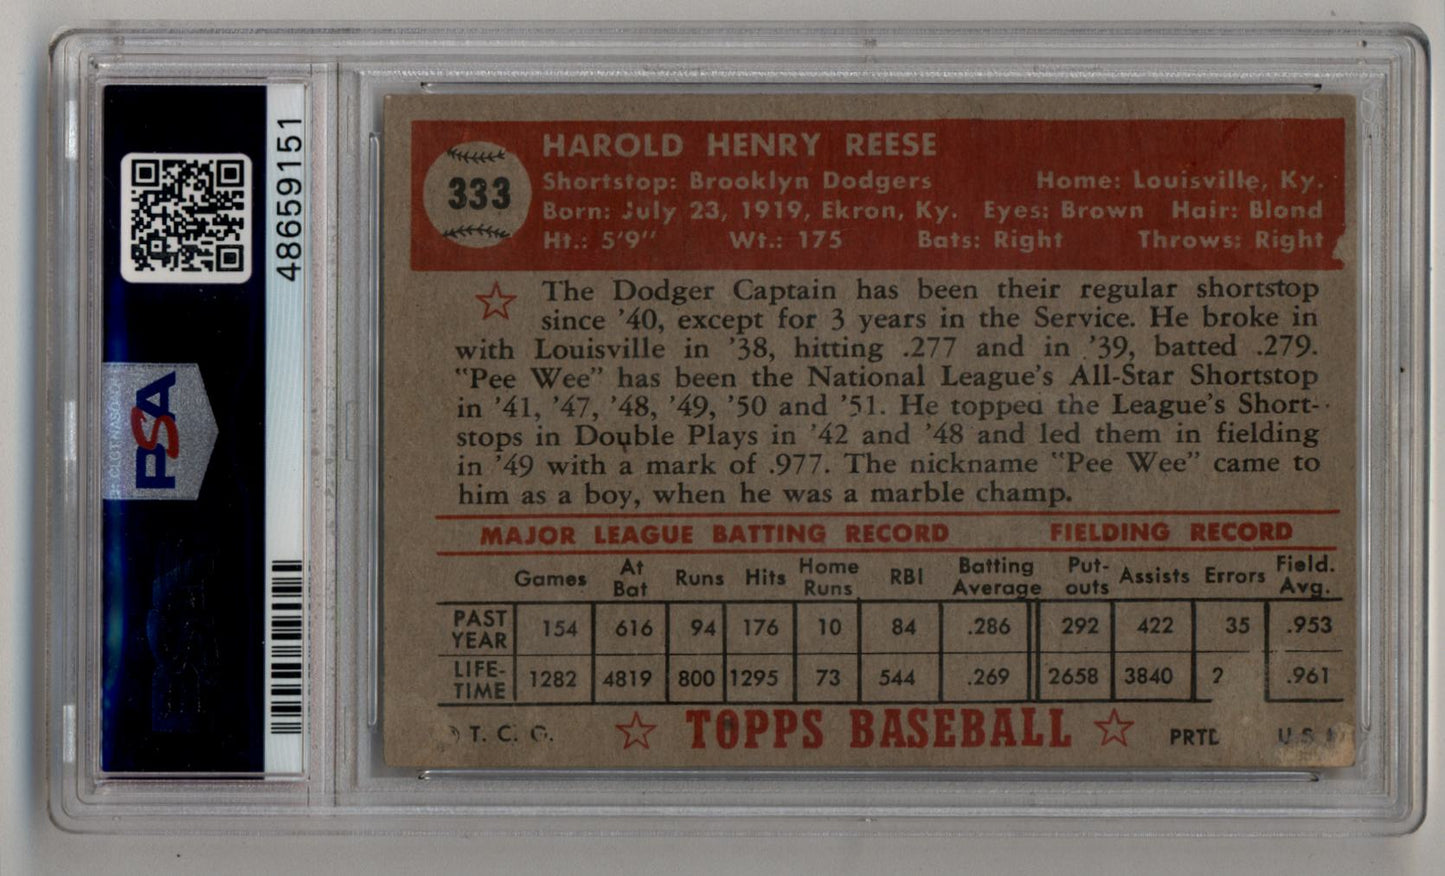 48659151
PSA
333
HAROLD HENRY REESE
Shortstop: Brooklyn Dodgers Home: Louisville, Ky.
Born: July 23, 1919, Ekron, Ky. Eyes: Brown Hair: Blond
Ht.: 5'9" Wt.: 175 Bats: Right Throws: Right
The Dodger Captain has been their regular shortstop
since '40, except for 3 years in the Service. He broke in
with Louisville in '38, hitting .277 and in '39, batted .279.
"Pee Wee" has been the National League's All-Star Shortstop
in '41, '47, '48, '49, '50 and '51. He topped the League's Short-
stops in Double Plays in '42 and '48 and led them in fielding
in '49 with a mark of .977. The nickname "Pee Wee" came to
him as a boy, when he was a marble champ.
MAJOR LEAGUE BATTING RECORD FIELDING RECORD
Games At Bat Runs Hits Home Runs RBI Batting Average Put-outs Assists Errors Field. Avg.
PAST YEAR 154 616 94 176 10 84 .286 292 422 35 .953
LIFE-TIME 1282 4819 800 1295 73 544 .269 2658 3840 2 .961
T. C. G. TOPPS BASEBALL PRTD U.S.